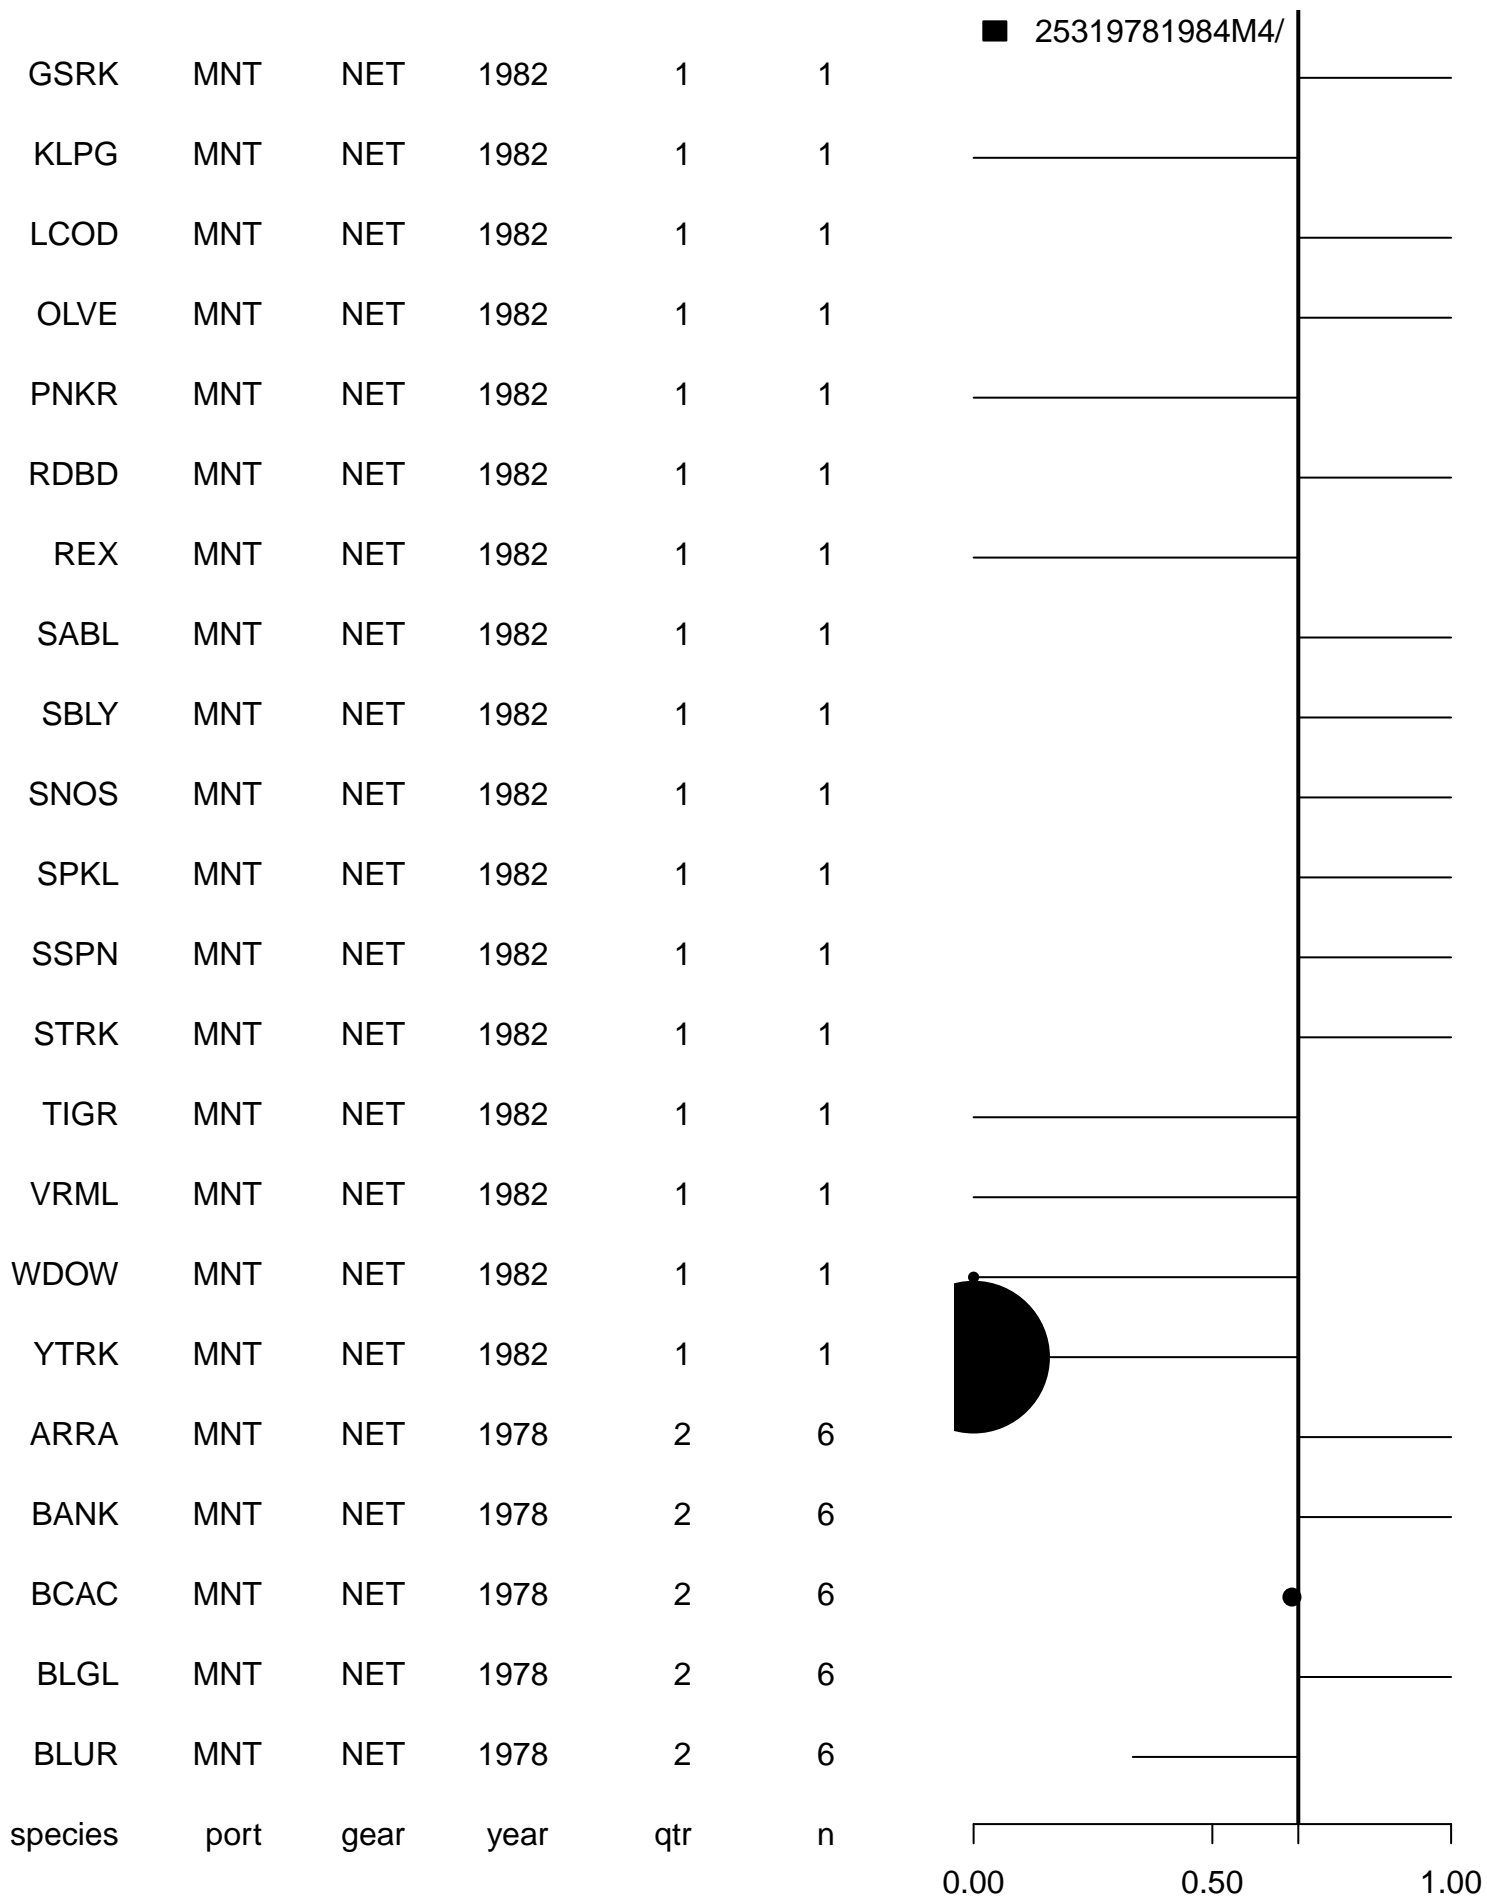 25319781984M4/
GSRK MNT NET 1982 1 1
KLPG MNT NET 1982 1 1
LCOD MNT NET 1982 1 1
OLVE MNT NET 1982 1 1
PNKR MNT NET 1982 1 1
RDBD MNT NET 1982 1 1
REX MNT NET 1982 1 1
SABL MNT NET 1982 1 1
SBLY MNT NET 1982 1 1
SNOS MNT NET 1982 1 1
SPKL MNT NET 1982 1 1
SSPN MNT NET 1982 1 1
STRK MNT NET 1982 1 1
TIGR MNT NET 1982 1 1
VRML MNT NET 1982 1 1
WDOW MNT NET 1982 1 1
YTRK MNT NET 1982 1 1
ARRA MNT NET 1978 2 6
BANK MNT NET 1978 2 6
BCAC MNT NET 1978 2 6
BLGL MNT NET 1978 2 6
BLUR MNT NET 1978 2 6
species port gear year qtr n
0.00 0.50 1.00